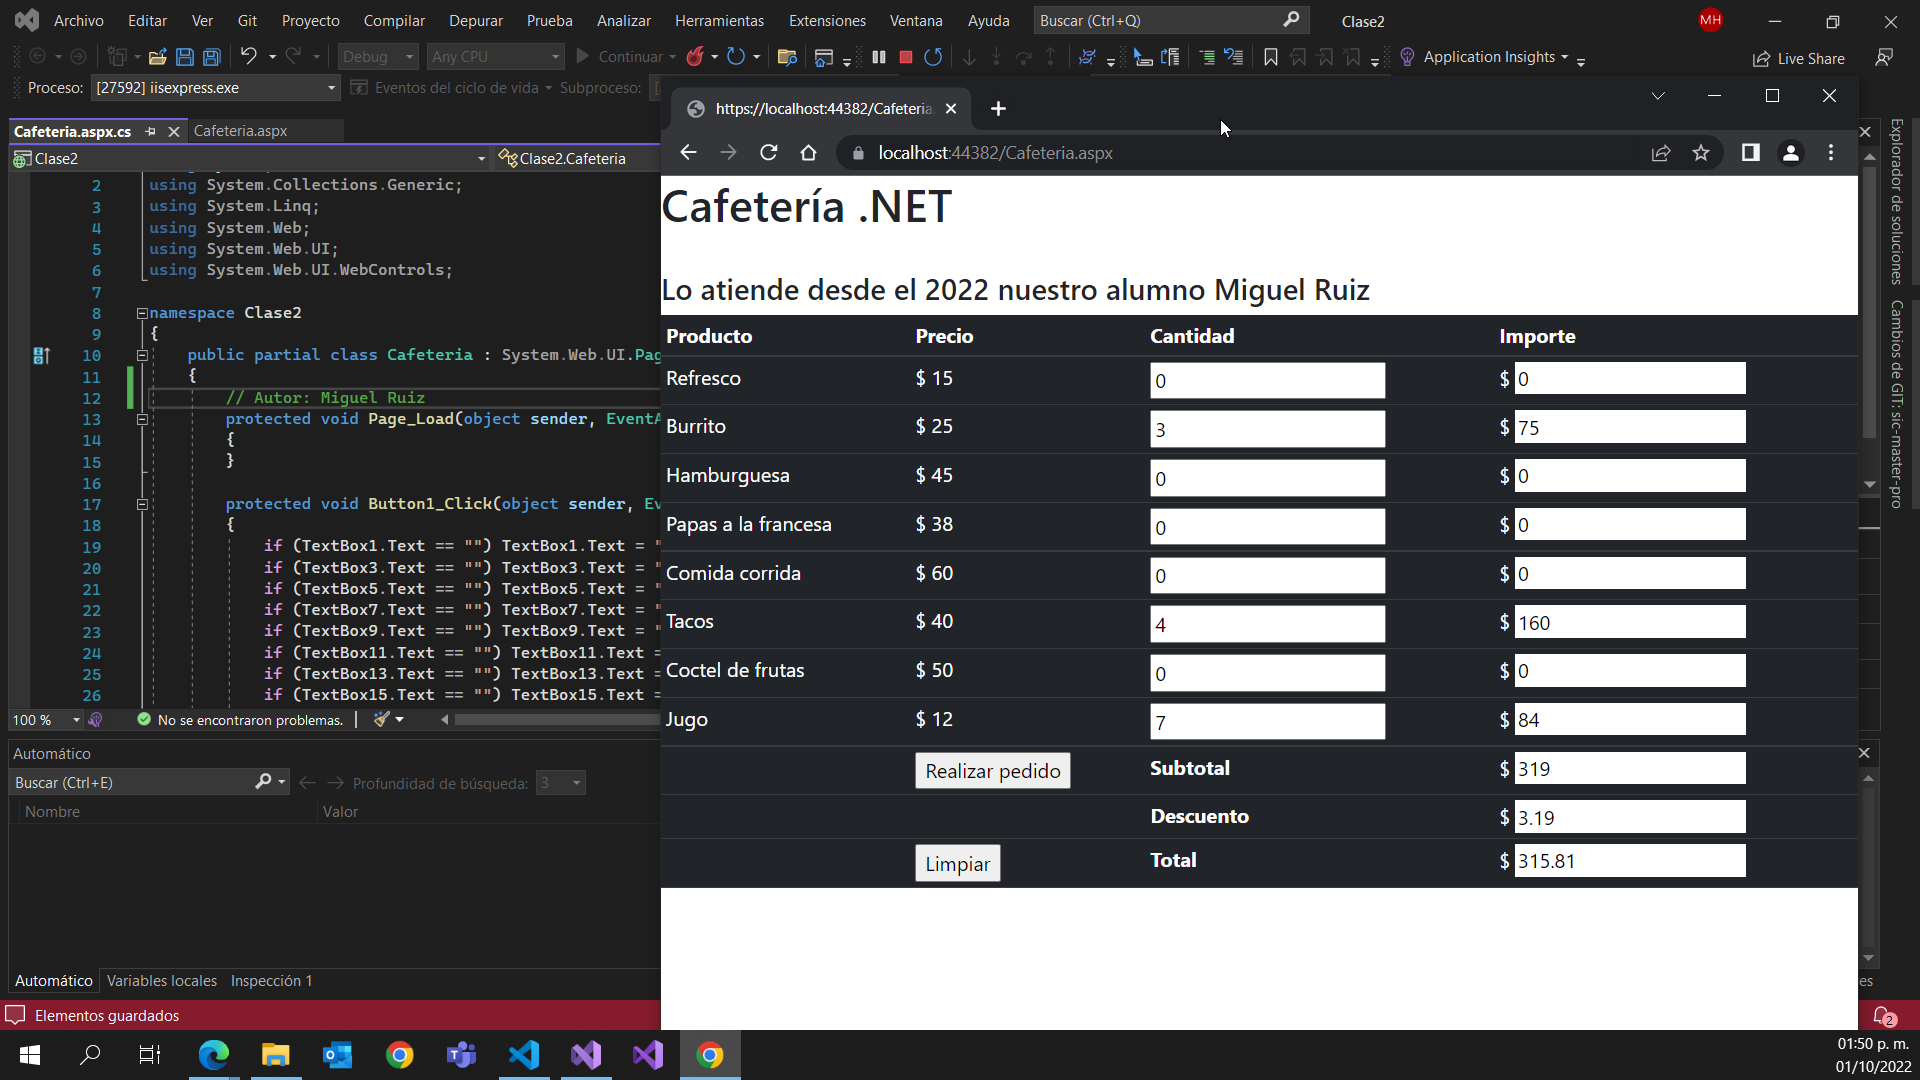 Archivo Editar Ver Git Proyecto Compilar Depurar Prueba Analizar Herramientas Extensiones Ventana Ayuda Buscar (Ctrl+Q) Clase2 MH
Debug Any CPU Continuar Application Insights Live Share
Proceso: [27592] iisexpress.exe Eventos del ciclo de vida Subproceso:
Cafeteria.aspx.cs Cafeteria.aspx
Clase2 Clase2.Cafeteria
2 using System.Collections.Generic;
3 using System.Linq;
4 using System.Web;
5 using System.Web.UI;
6 using System.Web.UI.WebControls;
7
8 namespace Clase2
9 {
10 public partial class Cafeteria : System.Web.UI.Pag
11 {
12 // Autor: Miguel Ruiz
13 protected void Page_Load(object sender, EventA
14 {
15 }
16
17 protected void Button1_Click(object sender, Ev
18 {
19 if (TextBox1.Text == "") TextBox1.Text = "
20 if (TextBox3.Text == "") TextBox3.Text = "
21 if (TextBox5.Text == "") TextBox5.Text = "
22 if (TextBox7.Text == "") TextBox7.Text = "
23 if (TextBox9.Text == "") TextBox9.Text = "
24 if (TextBox11.Text == "") TextBox11.Text =
25 if (TextBox13.Text == "") TextBox13.Text =
26 if (TextBox15.Text == "") TextBox15.Text =
100 % No se encontraron problemas.
Automático
Buscar (Ctrl+E) Profundidad de búsqueda: 3
Nombre Valor
Automático Variables locales Inspección 1
Elementos guardados
https://localhost:44382/Cafeteria.
localhost:44382/Cafeteria.aspx
Cafetería .NET
Lo atiende desde el 2022 nuestro alumno Miguel Ruiz
Producto Precio Cantidad Importe
Refresco $ 15 0 $ 0
Burrito $ 25 3 $ 75
Hamburguesa $ 45 0 $ 0
Papas a la francesa $ 38 0 $ 0
Comida corrida $ 60 0 $ 0
Tacos $ 40 4 $ 160
Coctel de frutas $ 50 0 $ 0
Jugo $ 12 7 $ 84
Realizar pedido Subtotal $ 319
Descuento $ 3.19
Limpiar Total $ 315.81
Explorador de soluciones
Cambios de GIT: sic-master-pro
es
2
01:50 p. m.
01/10/2022